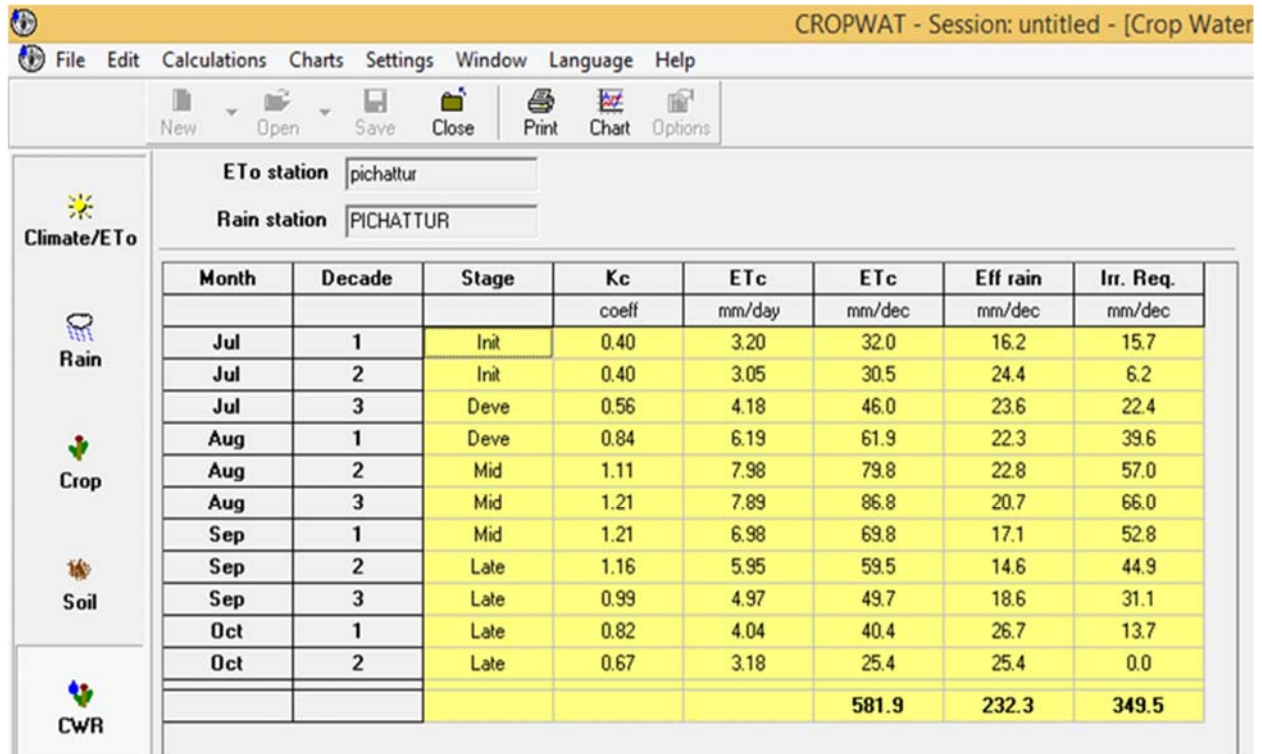 CROPWAT - Session: untitled - [Crop Water
File Edit Calculations Charts Settings Window Language Help
New Open Save Close Print Chart Options
ETo station pichattur
Rain station PICHATTUR
Climate/ETo
Rain
Crop
Soil
CWR
Month Decade Stage Kc ETc ETc Eff rain Irr. Req.
coeff mm/day mm/dec mm/dec mm/dec
Jul 1 Init 0.40 3.20 32.0 16.2 15.7
Jul 2 Init 0.40 3.05 30.5 24.4 6.2
Jul 3 Deve 0.56 4.18 46.0 23.6 22.4
Aug 1 Deve 0.84 6.19 61.9 22.3 39.6
Aug 2 Mid 1.11 7.98 79.8 22.8 57.0
Aug 3 Mid 1.21 7.89 86.8 20.7 66.0
Sep 1 Mid 1.21 6.98 69.8 17.1 52.8
Sep 2 Late 1.16 5.95 59.5 14.6 44.9
Sep 3 Late 0.99 4.97 49.7 18.6 31.1
Oct 1 Late 0.82 4.04 40.4 26.7 13.7
Oct 2 Late 0.67 3.18 25.4 25.4 0.0
581.9 232.3 349.5